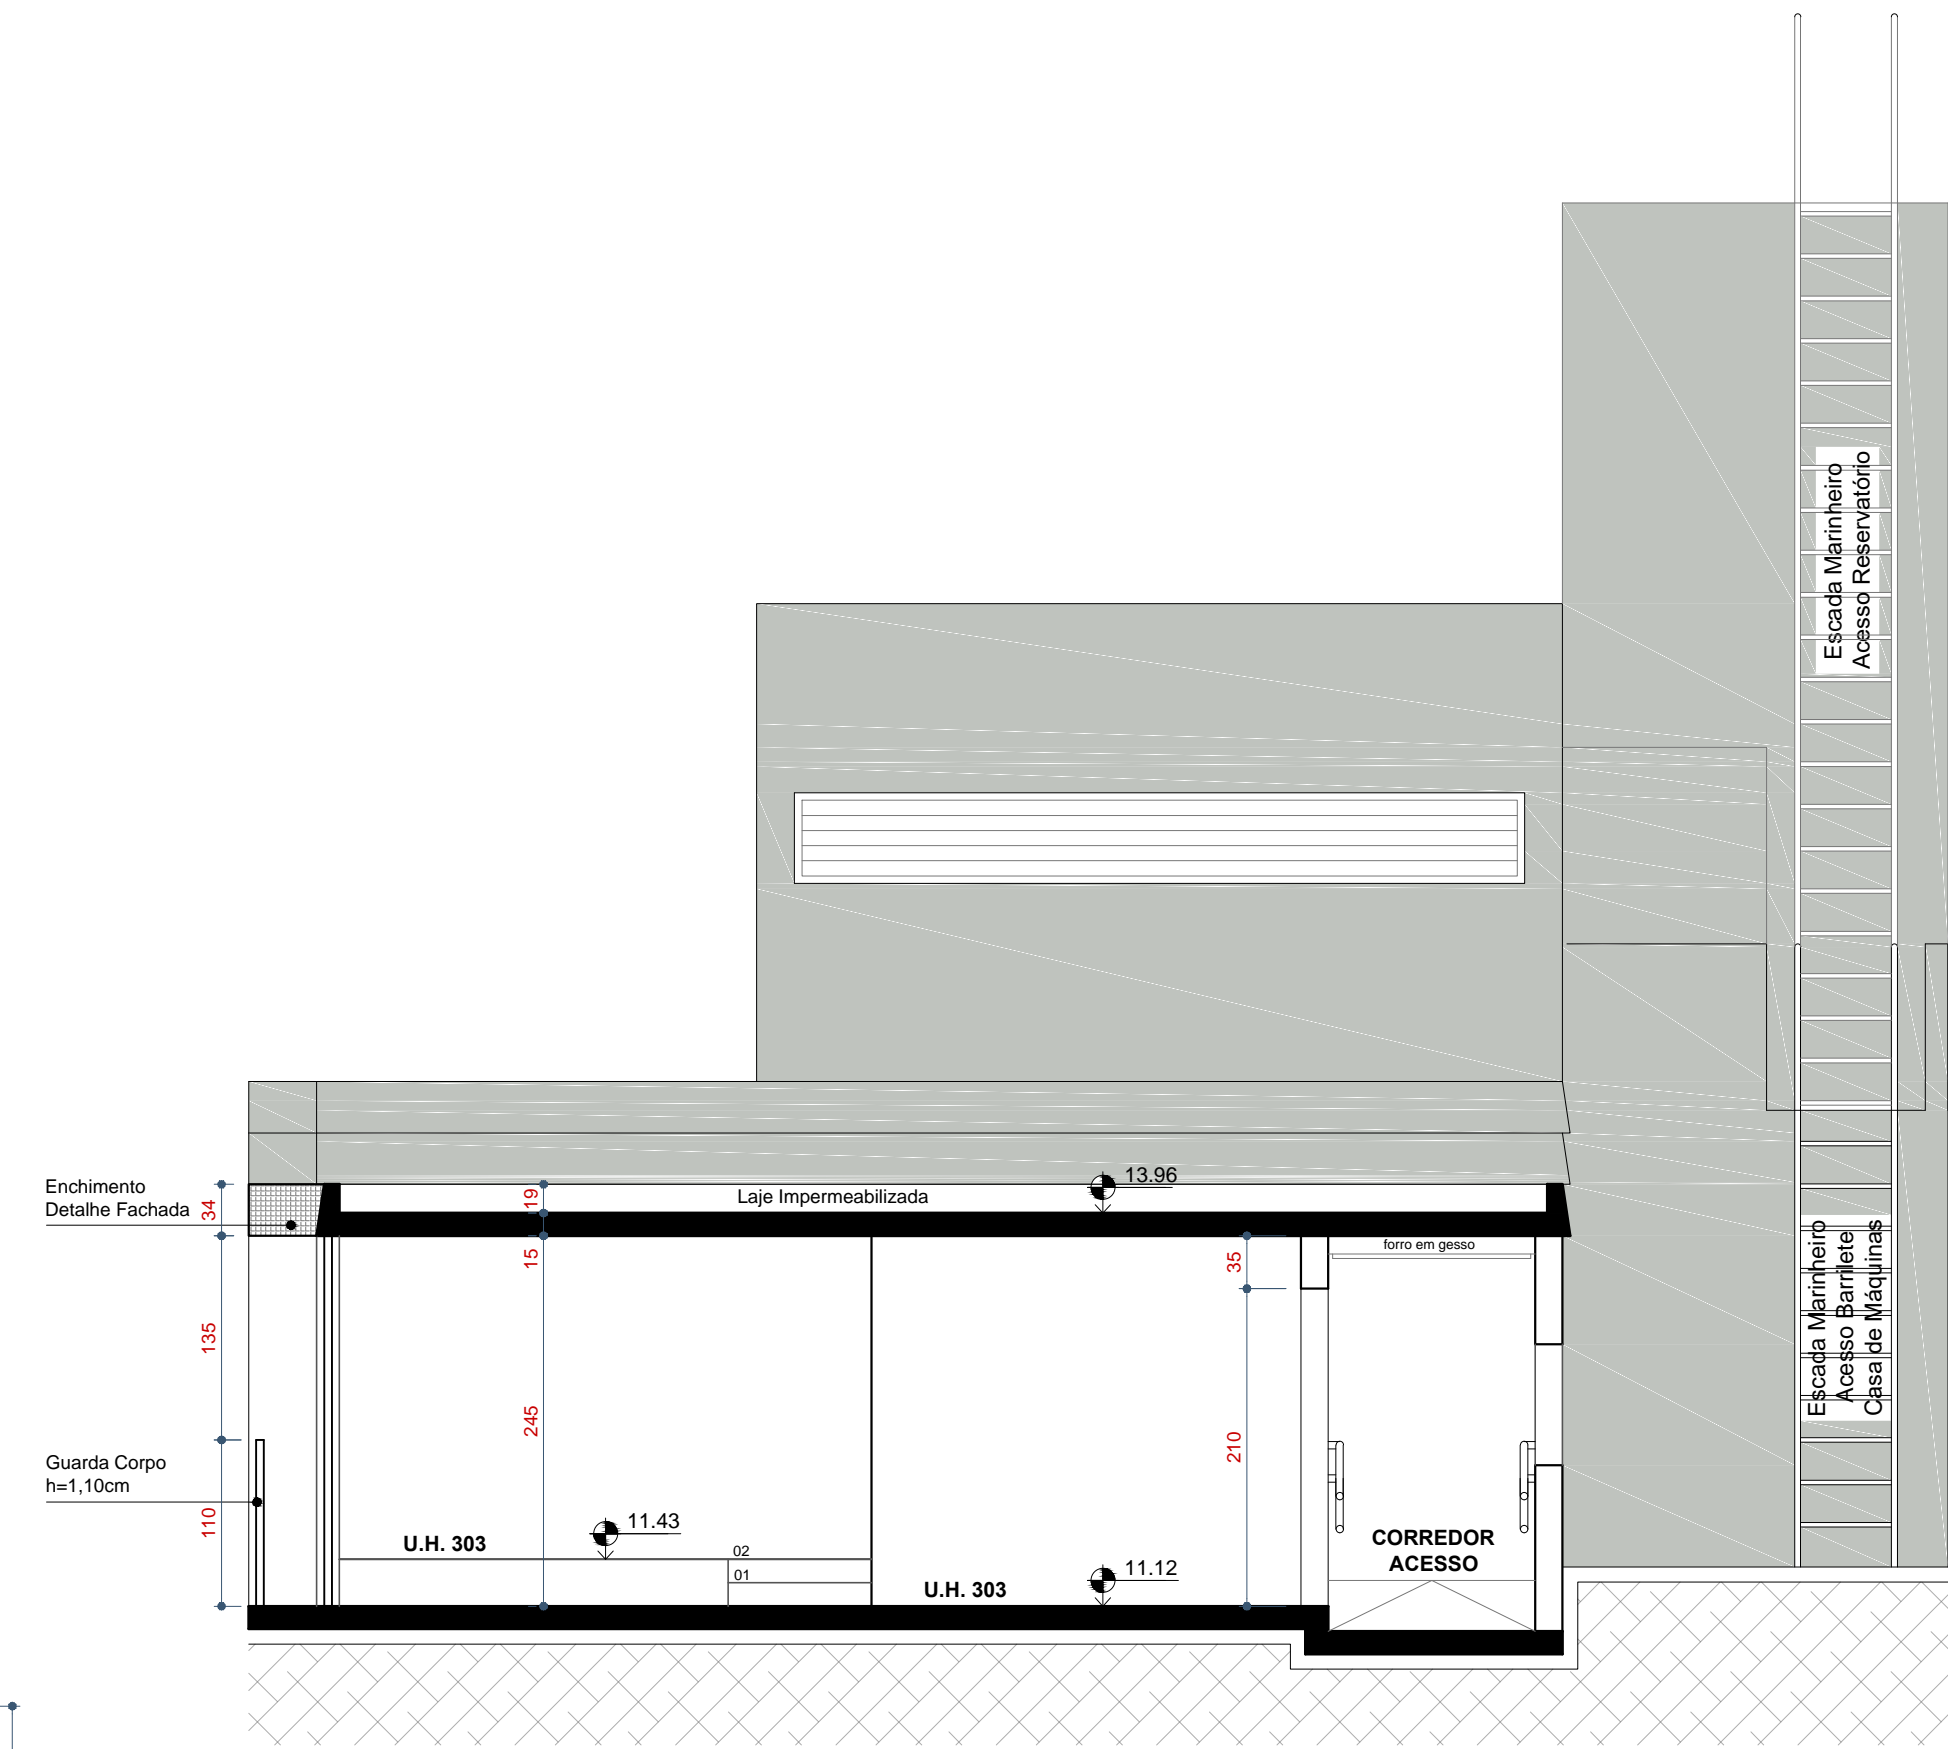 Escada Marinheiro
Acesso Reservatório
Enchimento
Detalhe Fachada
34
19
Laje Impermeabilizada
13.96
15
35
forro em gesso
135
245
210
Escada Marinheiro
Acesso Barrilete
Casa de Máquinas
Guarda Corpo
h=1,10cm
110
U.H. 303
11.43
02
01
U.H. 303
11.12
CORREDOR
ACESSO